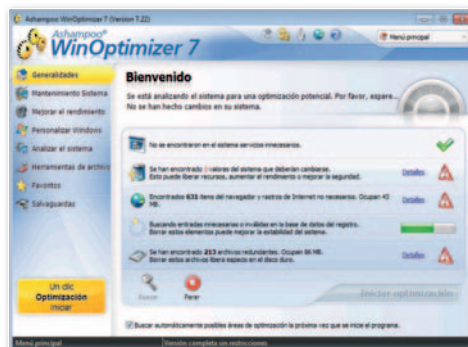 Ashampoo WinOptimizer 7 (Version 7.22)
Ashampoo®
WinOptimizer 7
Menú principal
Generalidades
Mantenimiento Sistema
Mejorar el rendimiento
Personalizar Windows
Analizar el sistema
Herramientas de archivo
Favoritos
Salvaguardas
Un clic
Optimización
iniciar
Bienvenido
Se está analizando el sistema para una optimización potencial. Por favor, espere...
No se han hecho cambios en su sistema.
No se encontraron en el sistema servicios innecesarios.
Se han encontrado valores del sistema que deberían cambiarse.
Esto puede liberar recursos, aumentar el rendimiento o mejorar la seguridad.
Detalles
Encontrados 631 items del navegador y rastros de Internet no necesarios. Ocupan 43
MB.
Detalles
Buscando entradas innecesarias o inválidas en la base de datos del registro.
Borrar estos elementos puede mejorar la estabilidad del sistema.
Se han encontrado 213 archivos redundantes. Ocupan 86 MB.
Borrar estos archivos libera espacio en el disco duro.
Detalles
Buscar
Parar
Iniciar optimización
Buscar automáticamente posibles áreas de optimización la próxima vez que se inicie el programa.
Menú principal
Versión completa sin restricciones